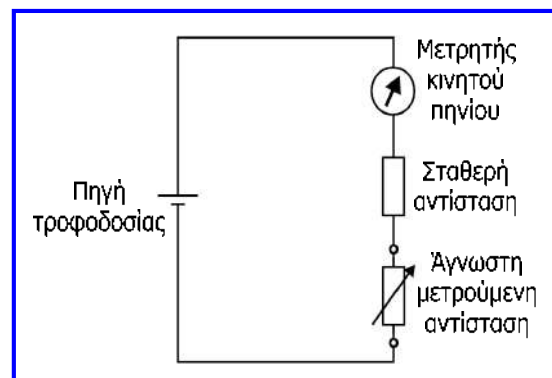 Μετρητής
κινητού
πηνίου
Σταθερή
αντίσταση
Πηγή
τροφοδοσίας
Άγνωστη
μετρούμενη
αντίσταση